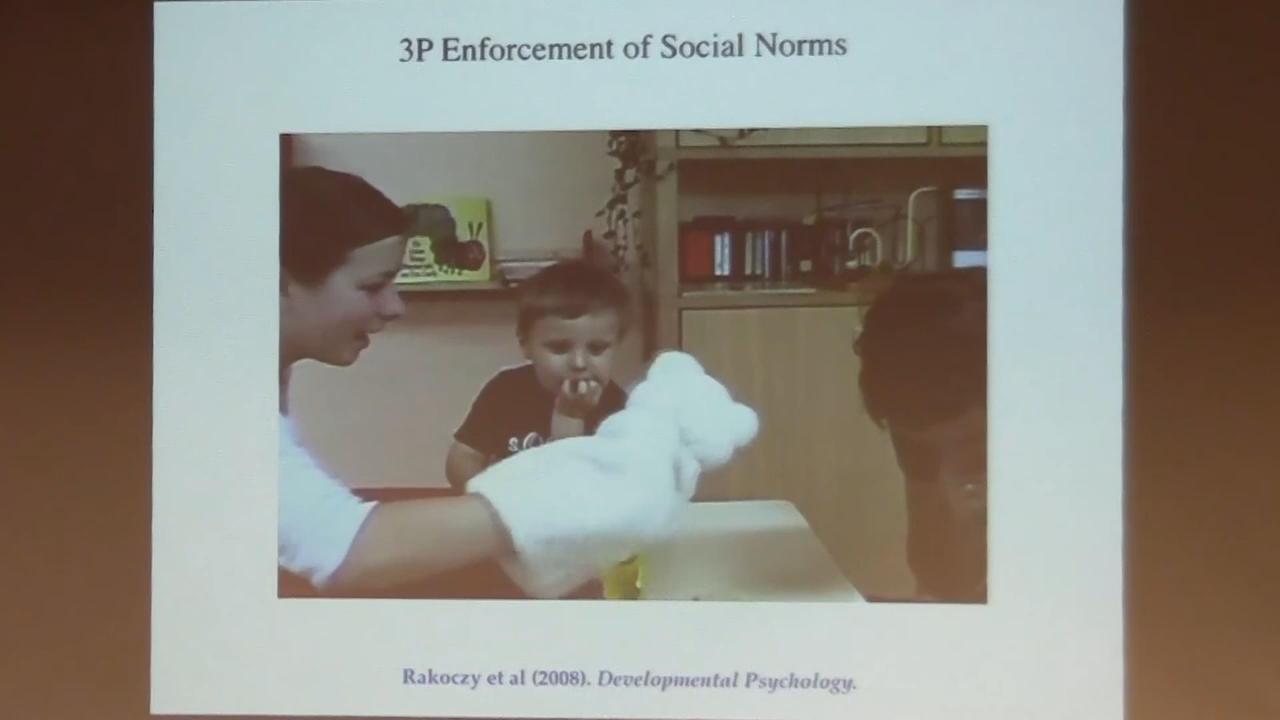 3P Enforcement of Social Norms
Rakoczy et al (2008). Developmental Psychology.